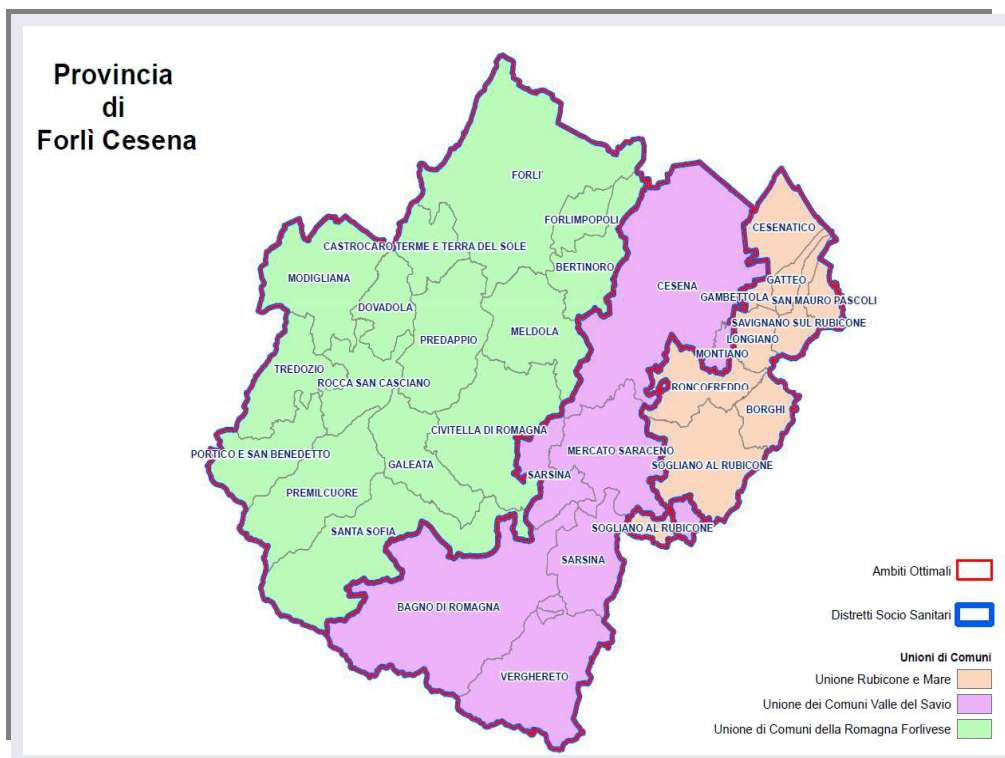 Provincia
di
Forlì Cesena
FORLI'
FORLIMPOPOLI
CASTROCARO TERME E TERRA DEL SOLE
BERTINORO
MODIGLIANA
DOVADOLA
PREDAPPIO
MELDOLA
TREDOZIO
ROCCA SAN CASCIANO
CIVITELLA DI ROMAGNA
PORTICO E SAN BENEDETTO
GALEATA
PREMILCUORE
SANTA SOFIA
CESENATICO
CESENA
GATTEO
GAMBETTOLA
SAN MAURO PASCOLI
SAVIGNANO SUL RUBICONE
LONGIANO
MONTIANO
RONCOFREDDO
BORGHI
MERCATO SARACENO
SOGLIANO AL RUBICONE
SARSINA
SOGLIANO AL RUBICONE
SARSINA
BAGNO DI ROMAGNA
VERGHERETO
Ambiti Ottimali
Distretti Socio Sanitari
Unioni di Comuni
Unione Rubicone e Mare
Unione dei Comuni Valle del Savio
Unione di Comuni della Romagna Forlivese